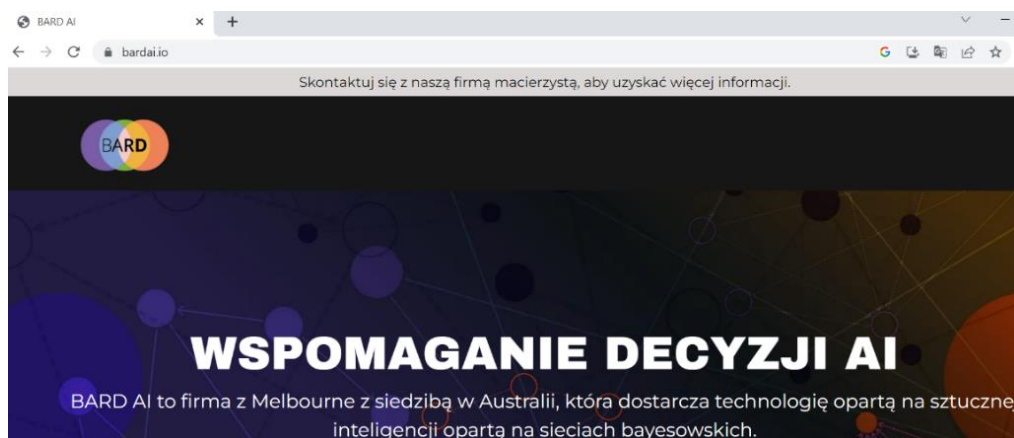 BARD AI
bardai.io
Skontaktuj się z naszą firmą macierzystą, aby uzyskać więcej informacji.
BARD
WSPOMAGANIE DECYZJI AI
BARD AI to firma z Melbourne z siedzibą w Australii, która dostarcza technologię opartą na sztucznej
inteligencji opartą na sieciach bayesowskich.